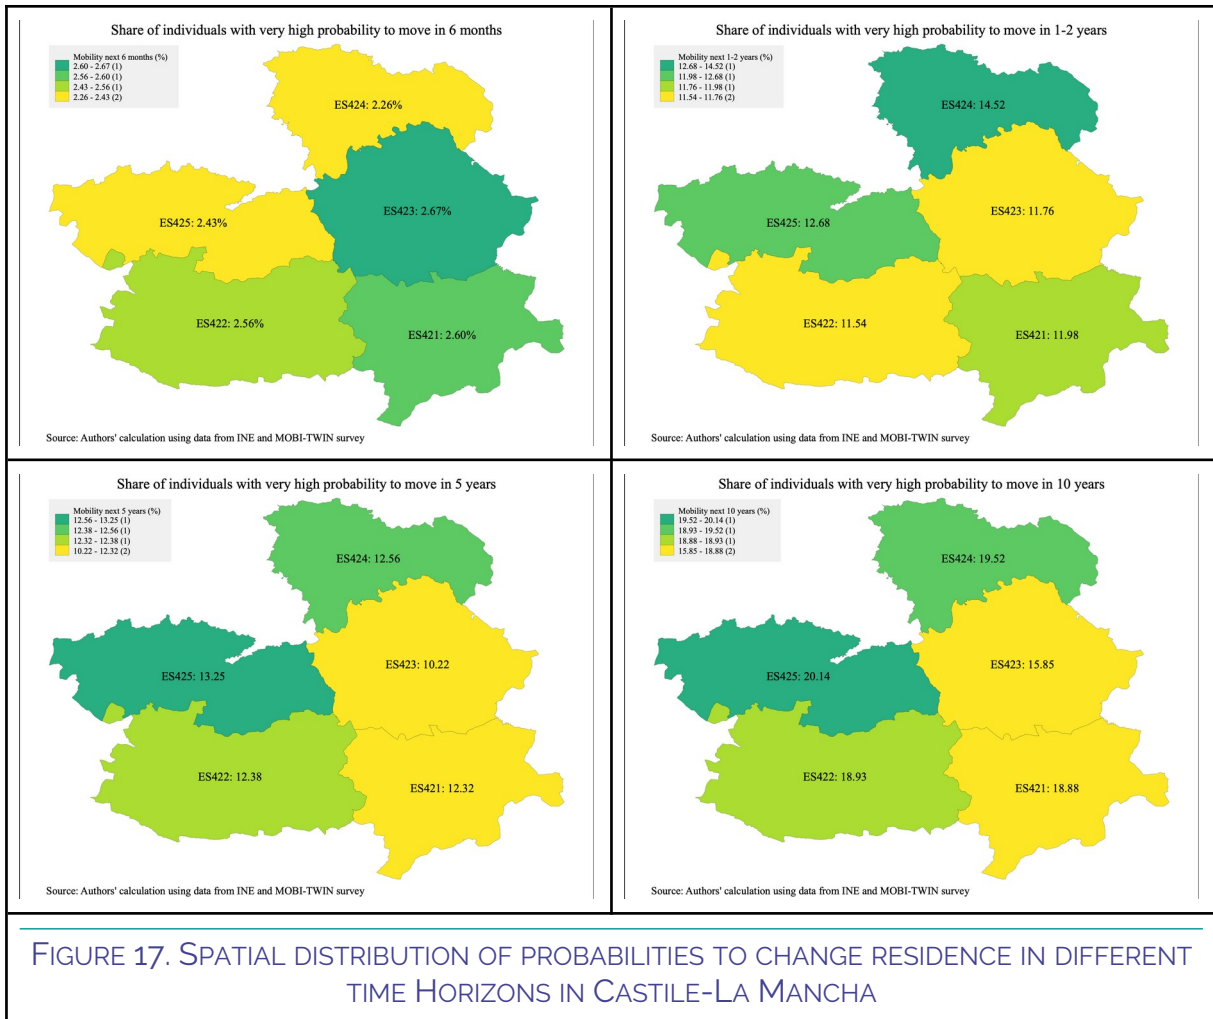 Share of individuals with very high probability to move in 6 months
Mobility next 6 months (%)
2.60 - 2.67 (1)
2.56 - 2.60 (1)
2.43 - 2.56 (1)
2.26 - 2.43 (2)
ES424: 2.26%
ES423: 2.67%
ES425: 2.43%
ES422: 2.56%
ES421: 2.60%
Source: Authors' calculation using data from INE and MOBI-TWIN survey
Share of individuals with very high probability to move in 1-2 years
Mobility next 1-2 years (%)
12.68 - 14.52 (1)
11.98 - 12.68 (1)
11.76 - 11.98 (1)
11.54 - 11.76 (2)
ES424: 14.52
ES423: 11.76
ES425: 12.68
ES422: 11.54
ES421: 11.98
Source: Authors' calculation using data from INE and MOBI-TWIN survey
Share of individuals with very high probability to move in 5 years
Mobility next 5 years (%)
12.56 - 13.25 (1)
12.38 - 12.56 (1)
12.32 - 12.38 (1)
10.22 - 12.32 (2)
ES424: 12.56
ES423: 10.22
ES425: 13.25
ES422: 12.38
ES421: 12.32
Source: Authors' calculation using data from INE and MOBI-TWIN survey
Share of individuals with very high probability to move in 10 years
Mobility next 10 years (%)
19.52 - 20.14 (1)
18.93 - 19.52 (1)
18.88 - 18.93 (1)
15.85 - 18.88 (2)
ES424: 19.52
ES423: 15.85
ES425: 20.14
ES422: 18.93
ES421: 18.88
Source: Authors' calculation using data from INE and MOBI-TWIN survey
FIGURE 17. SPATIAL DISTRIBUTION OF PROBABILITIES TO CHANGE RESIDENCE IN DIFFERENT
TIME HORIZONS IN CASTILE-LA MANCHA